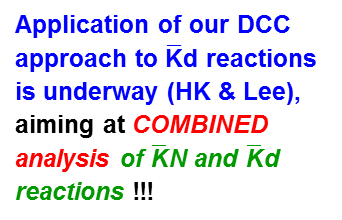 Application of our DCC
approach to K̅d reactions
is underway (HK & Lee),
aiming at COMBINED
analysis of K̅N and K̅d
reactions !!!